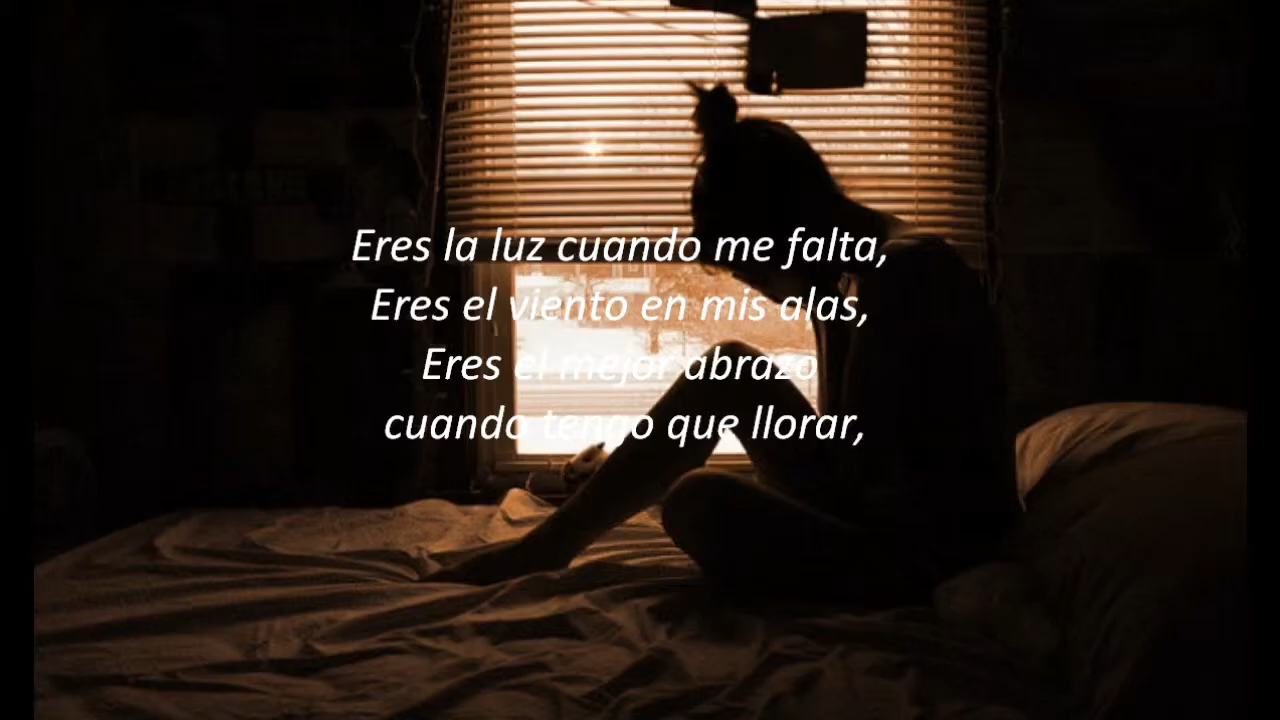 Eres la luz cuando me falta,
Eres el viento en mis alas,
Eres el mejor abrazo
cuando tengo que llorar,